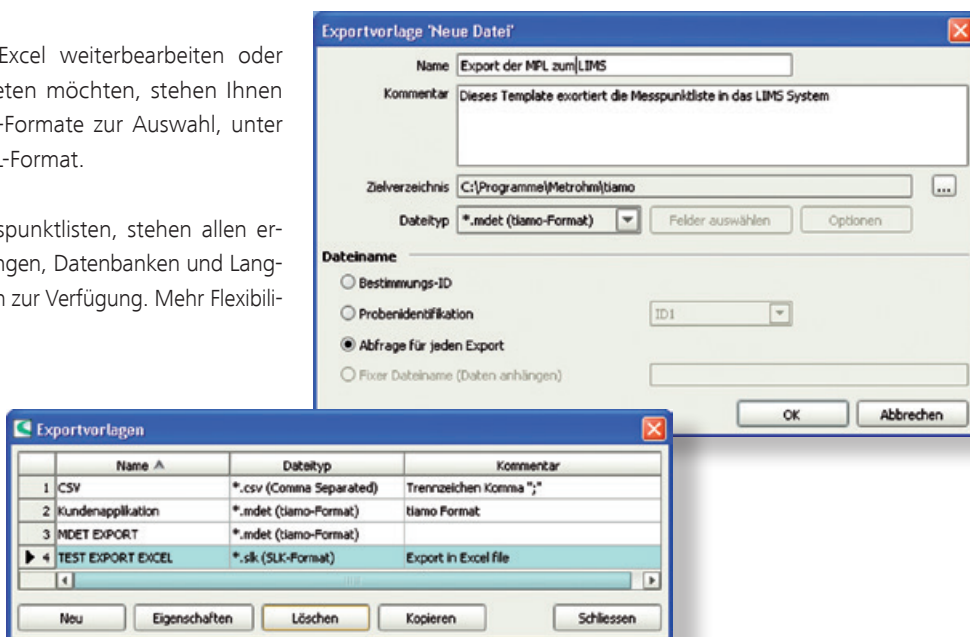 Excel weiterbearbeiten oder
eten möchten, stehen Ihnen
-Formate zur Auswahl, unter
L-Format.
spunktlisten, stehen allen er-
ngen, Datenbanken und Lang-
n zur Verfügung. Mehr Flexibili-
Exportvorlage 'Neue Datei'
Name Export der MPL zum LIMS
Kommentar Dieses Template exortiert die Messpunktliste in das LIMS System
Zielverzeichnis C:\Programme\Metrohm\tiamo ...
Dateityp *.mdet (tiamo-Format) Felder auswählen Optionen
Dateiname
Bestimmungs-ID
Probenidentifikation ID1
Abfrage für jeden Export
Fixer Dateiname (Daten anhängen)
OK Abbrechen
Exportvorlagen
Name Dateityp Kommentar
1 CSV *.csv (Comma Separated) Trennzeichen Komma ";"
2 Kundenapplikation *.mdet (tiamo-Format) tiamo Format
3 MDET EXPORT *.mdet (tiamo-Format)
4 TEST EXPORT EXCEL *.slk (SLK-Format) Export in Excel file
Neu Eigenschaften Löschen Kopieren Schliessen